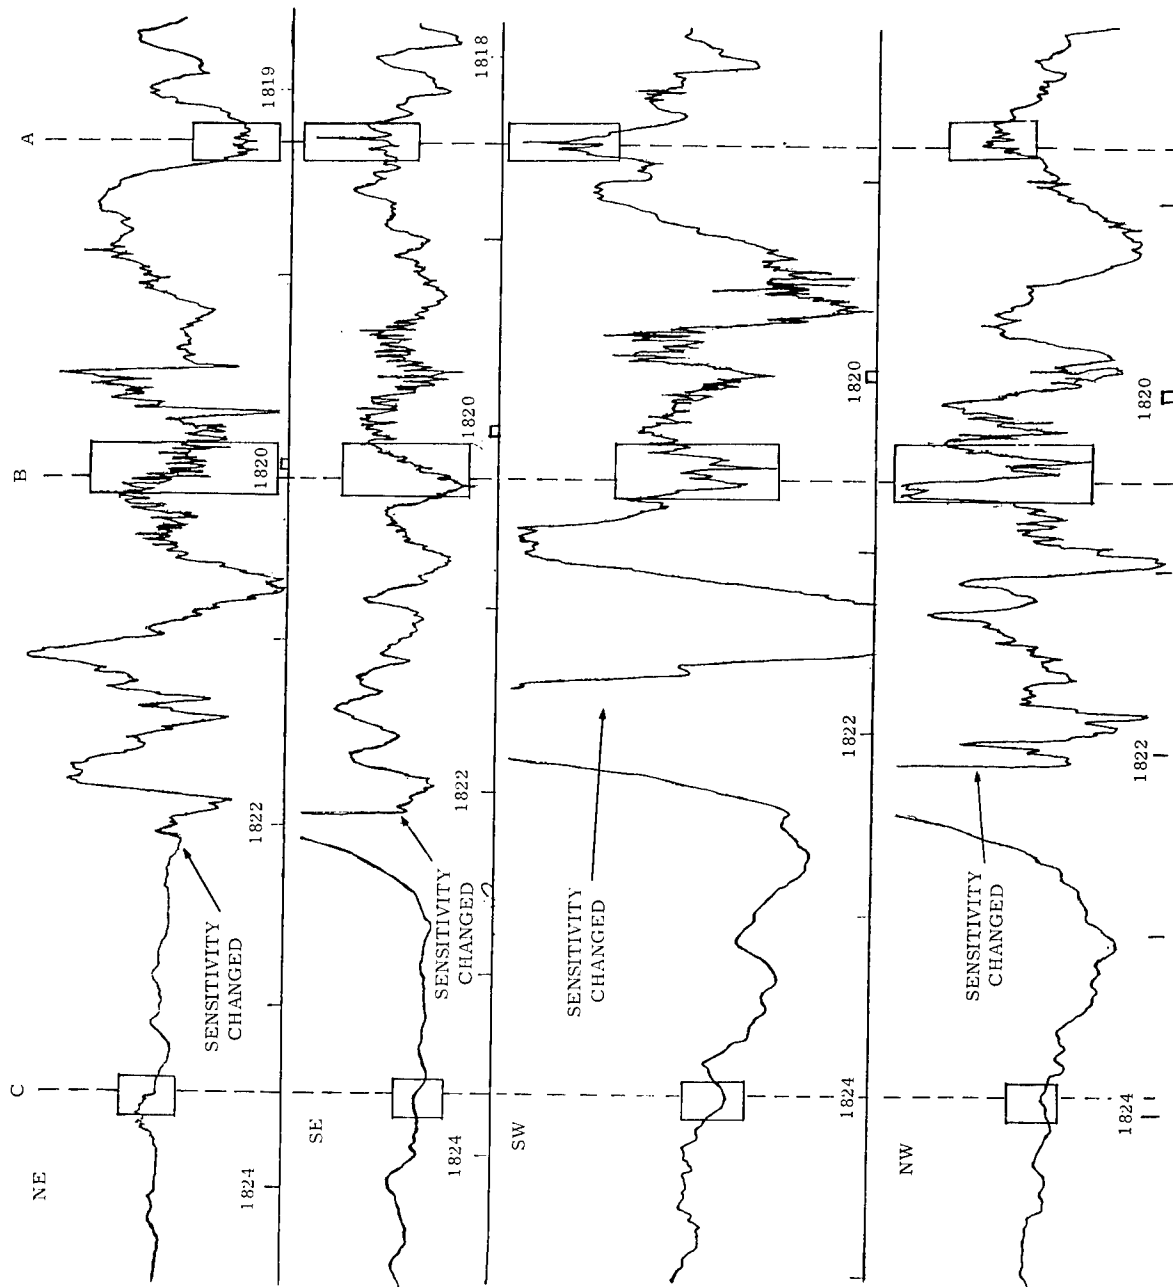 A
B
C
NE
1819
1820
1822
1824
SENSITIVITY
CHANGED
SE
1818
1820
1822
1824
SENSITIVITY
CHANGED
SW
1820
1822
1824
SENSITIVITY
CHANGED
NW
1820
1822
1824
SENSITIVITY
CHANGED